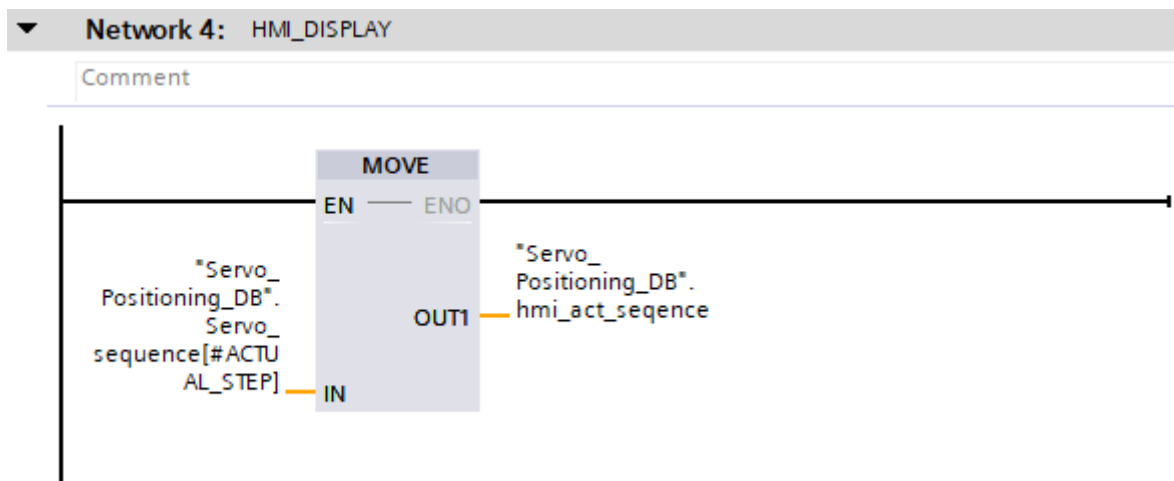 Network 4: HMI_DISPLAY
Comment
MOVE
EN ENO
"Servo_
Positioning_DB".
Servo_
sequence[#ACTU
AL_STEP]
IN
"Servo_
Positioning_DB".
hmi_act_seqence
OUT1